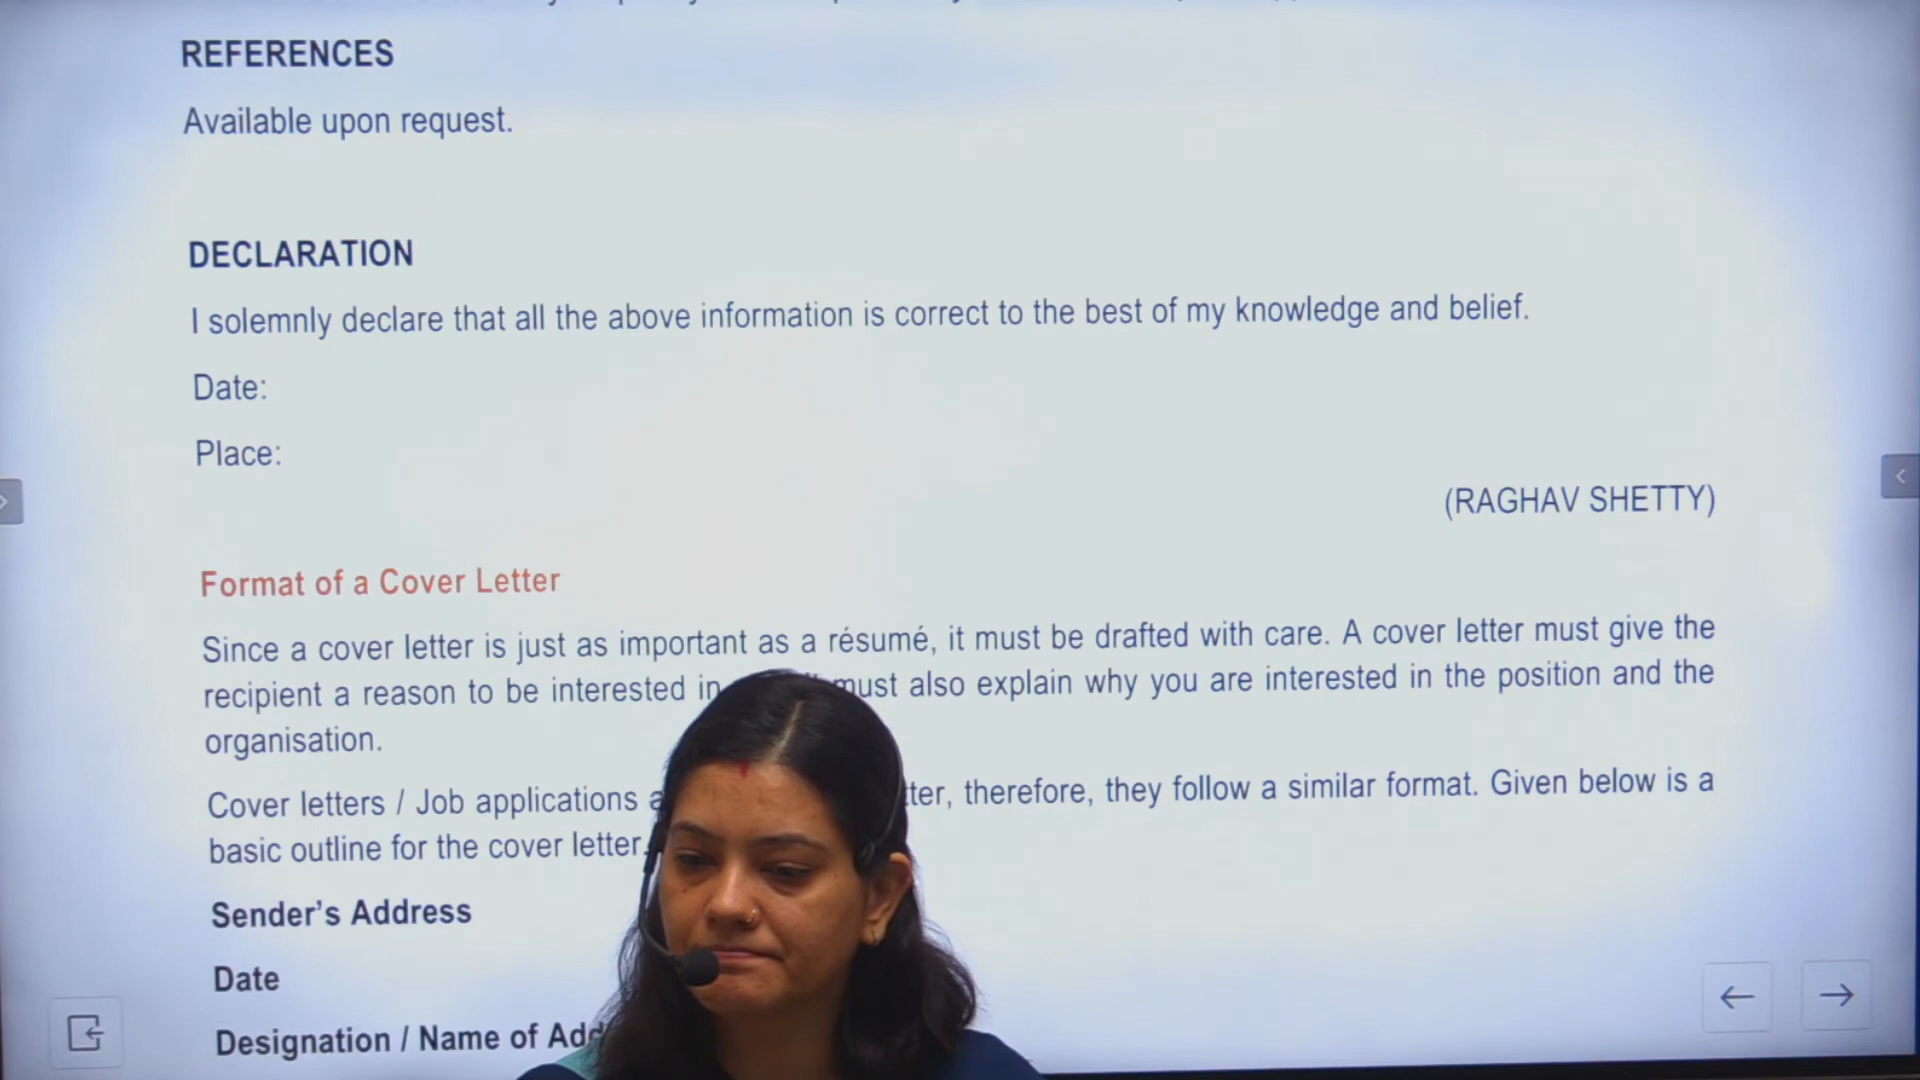 REFERENCES
Available upon request.
DECLARATION
I solemnly declare that all the above information is correct to the best of my knowledge and belief.
Date:
Place:
(RAGHAV SHETTY)
Format of a Cover Letter
Since a cover letter is just as important as a résumé, it must be drafted with care. A cover letter must give the
recipient a reason to be interested in must also explain why you are interested in the position and the
organisation.
Cover letters / Job applications therefore, they follow a similar format. Given below is a
basic outline for the cover letter
Sender's Address
Date
Designation / Name of